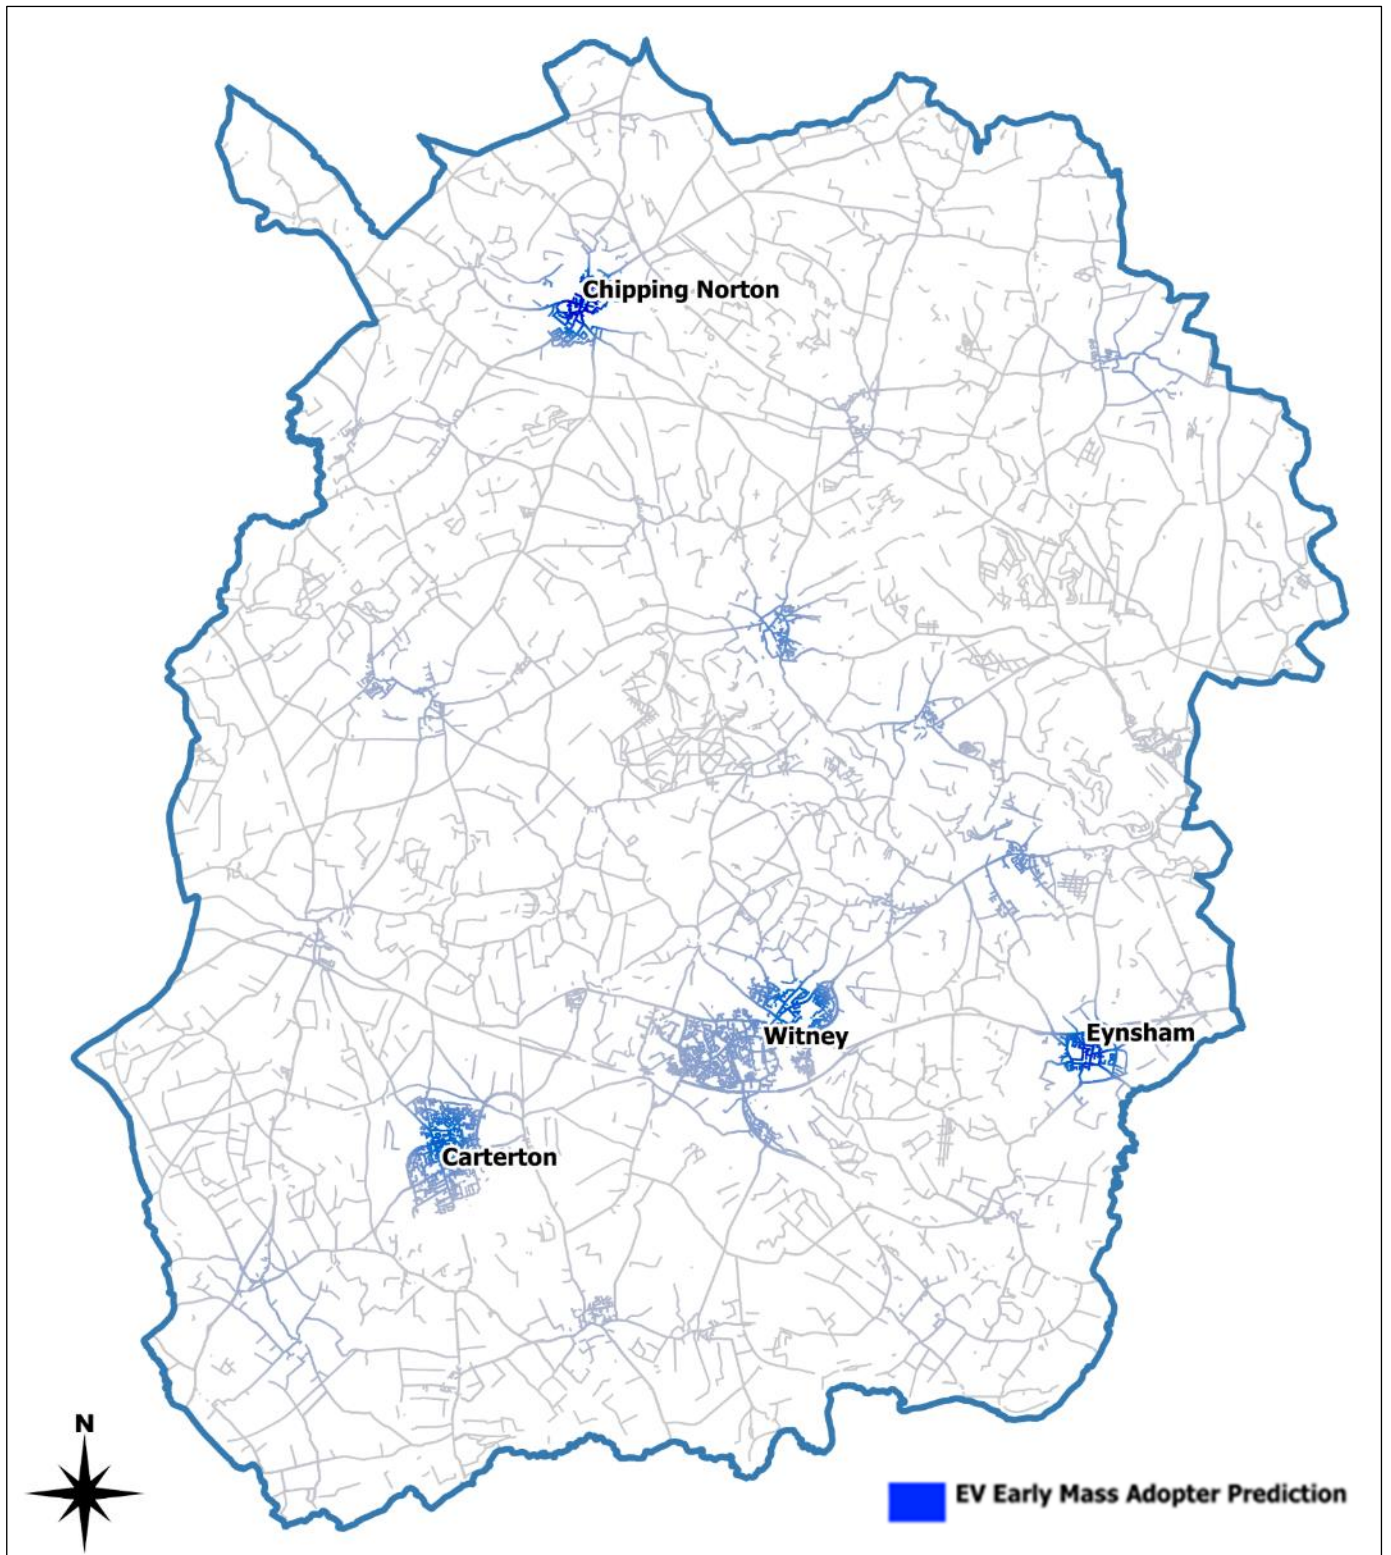 Chipping Norton
Witney
Eynsham
Carterton
N
EV Early Mass Adopter Prediction